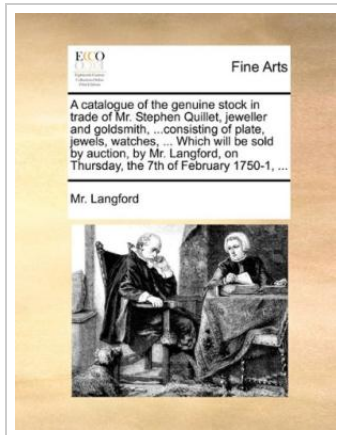 ECCO
Fine Arts
A catalogue of the genuine stock in
trade of Mr. Stephen Quillet, jeweller
and goldsmith, ...consisting of plate,
jewels, watches, ... Which will be sold
by auction, by Mr. Langford, on
Thursday, the 7th of February 1750-1, ...
Mr. Langford